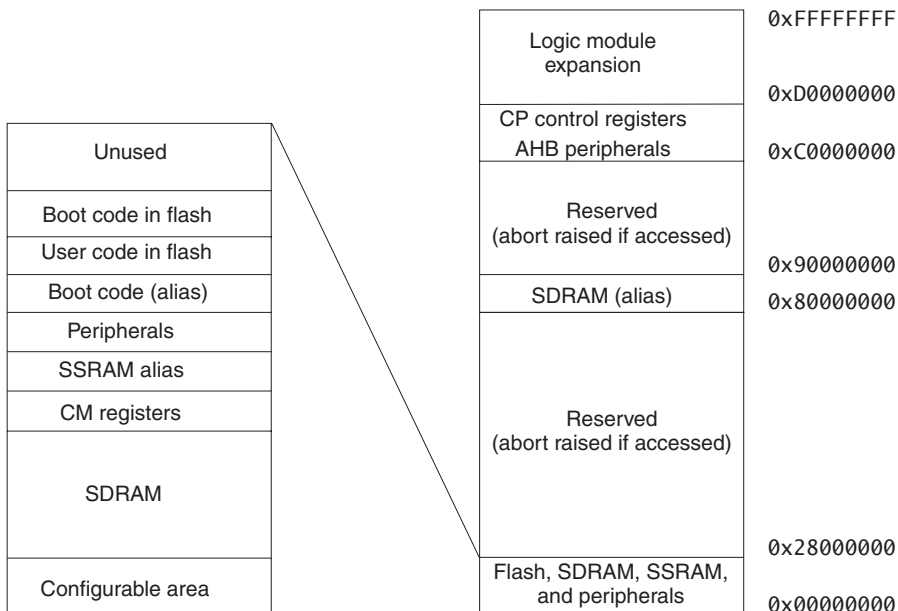 Unused
Boot code in flash
User code in flash
Boot code (alias)
Peripherals
SSRAM alias
CM registers
SDRAM
Configurable area
0xFFFFFFFF
Logic module
expansion
0xD0000000
CP control registers
AHB peripherals
0xC0000000
Reserved
(abort raised if accessed)
0x90000000
SDRAM (alias)
0x80000000
Reserved
(abort raised if accessed)
0x28000000
Flash, SDRAM, SSRAM,
and peripherals
0x00000000